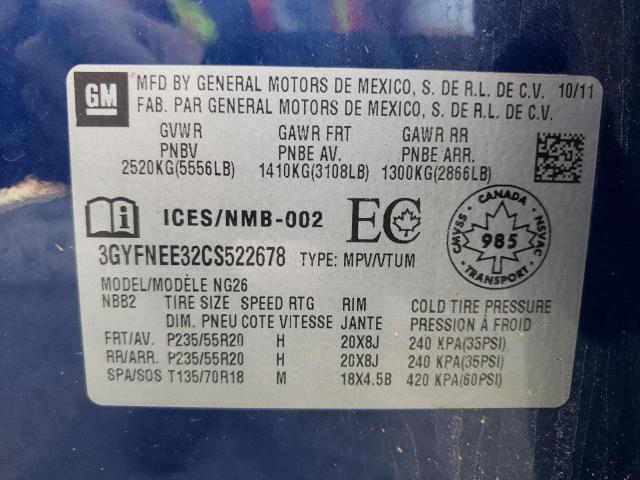 GM
MFD BY GENERAL MOTORS DE MEXICO, S. DE R.L. DE C.V. 10/11
FAB. PAR GENERAL MOTORS DE MEXICO, S. DE R.L. DE C.V.
GVWR GAWR FRT GAWR RR
PNBV PNBE AV. PNBE ARR.
2520KG(5556LB) 1410KG(3108LB) 1300KG(2866LB)
ICES/NMB-002 EC
CANADA
CMVSS 985 NSVAC
TRANSPORT
3GYFNEE32CS522678 TYPE: MPV/VTUM
MODEL/MODÈLE NG26
NBB2 TIRE SIZE SPEED RTG RIM COLD TIRE PRESSURE
DIM. PNEU COTE VITESSE JANTE PRESSION À FROID
FRT/AV. P235/55R20 H 20X8J 240 KPA(35PSI)
RR/ARR. P235/55R20 H 20X8J 240 KPA(35PSI)
SPA/SOS T135/70R18 M 18X4.5B 420 KPA(60PSI)